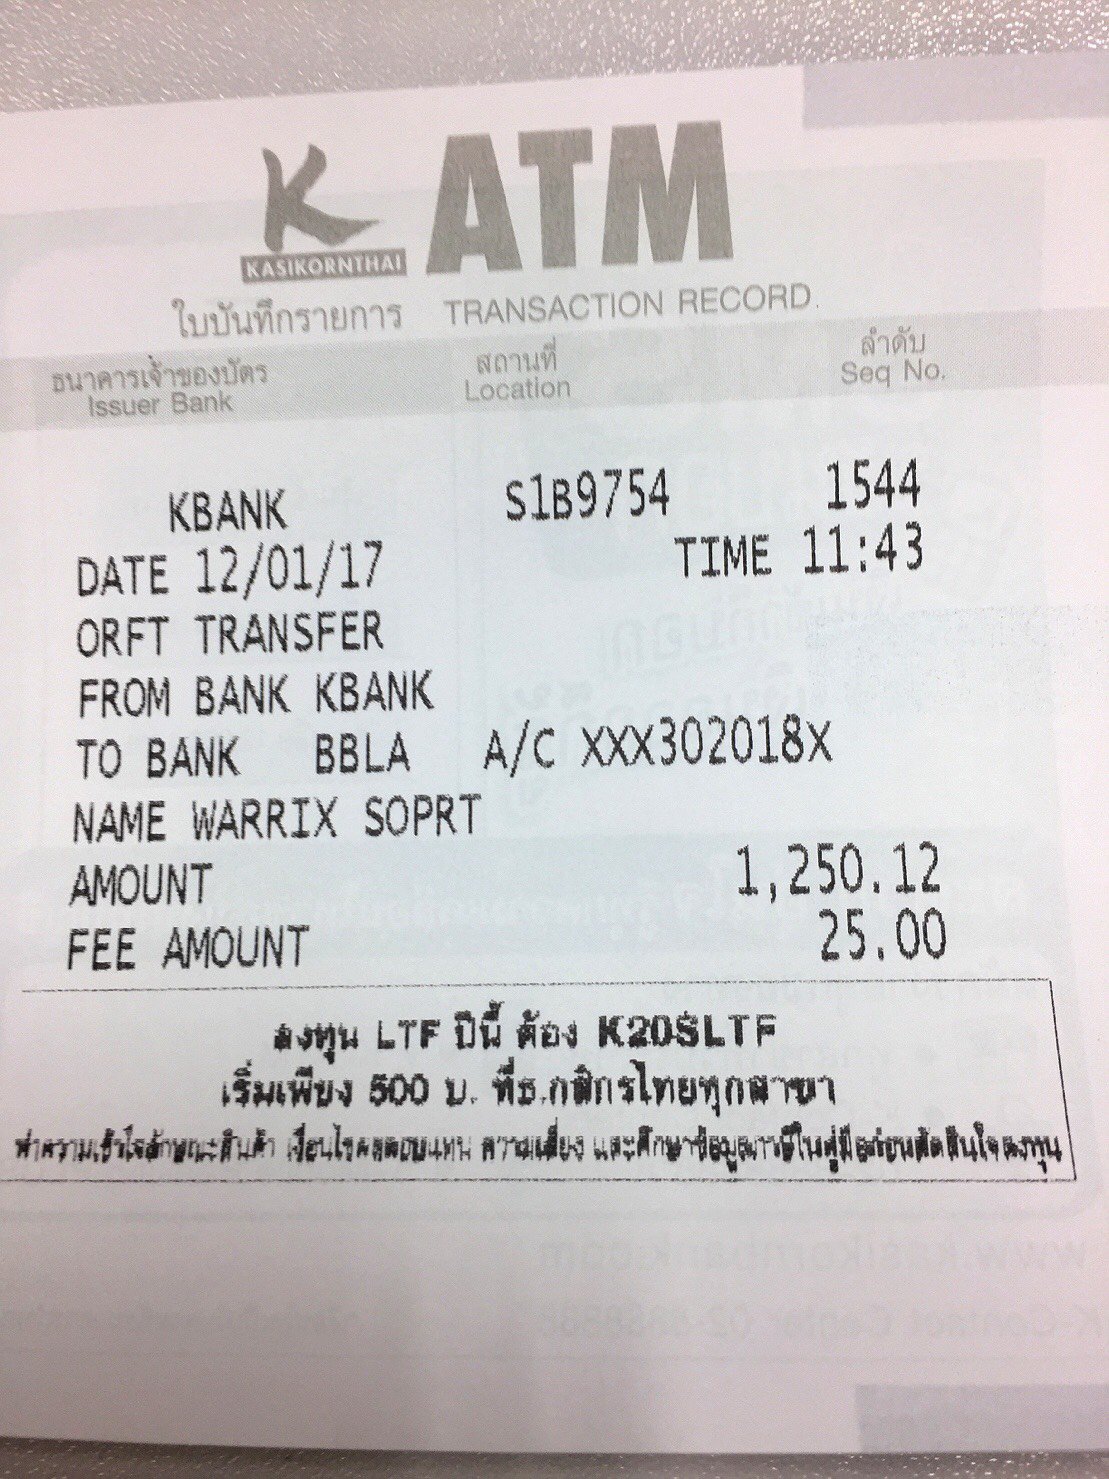 K ATM
KASIKORNTHAI
ใบบันทึกรายการ TRANSACTION RECORD
ธนาคารเจ้าของบัตร สถานที่ ลำดับ
Issuer Bank Location Seq No.
KBANK S1B9754 1544
DATE 12/01/17 TIME 11:43
ORFT TRANSFER
FROM BANK KBANK
TO BANK BBLA A/C XXX302018X
NAME WARRIX SOPRT
AMOUNT 1,250.12
FEE AMOUNT 25.00
ลงทุน LTF ปีนี้ ต้อง K20SLTF
เริ่มเพียง 500 บ. ที่ธ.กสิกรไทยทุกสาขา
ทำความเข้าใจลักษณะสินค้า เงื่อนไขผลตอบแทน ความเสี่ยง และศึกษาข้อมูลภาษีในคู่มือก่อนตัดสินใจลงทุน